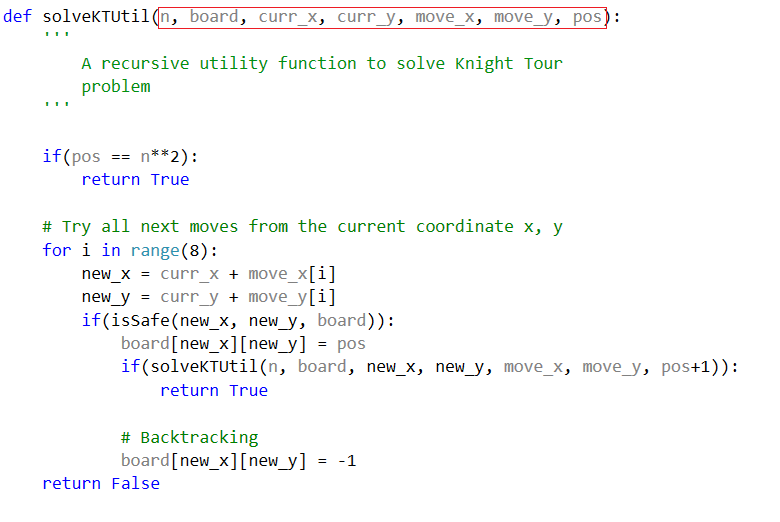 def solveKTUtil(n, board, curr_x, curr_y, move_x, move_y, pos):
    '''
        A recursive utility function to solve Knight Tour
        problem
    '''

    if(pos == n**2):
        return True

    # Try all next moves from the current coordinate x, y
    for i in range(8):
        new_x = curr_x + move_x[i]
        new_y = curr_y + move_y[i]
        if(isSafe(new_x, new_y, board)):
            board[new_x][new_y] = pos
            if(solveKTUtil(n, board, new_x, new_y, move_x, move_y, pos+1)):
                return True

            # Backtracking
            board[new_x][new_y] = -1
    return False